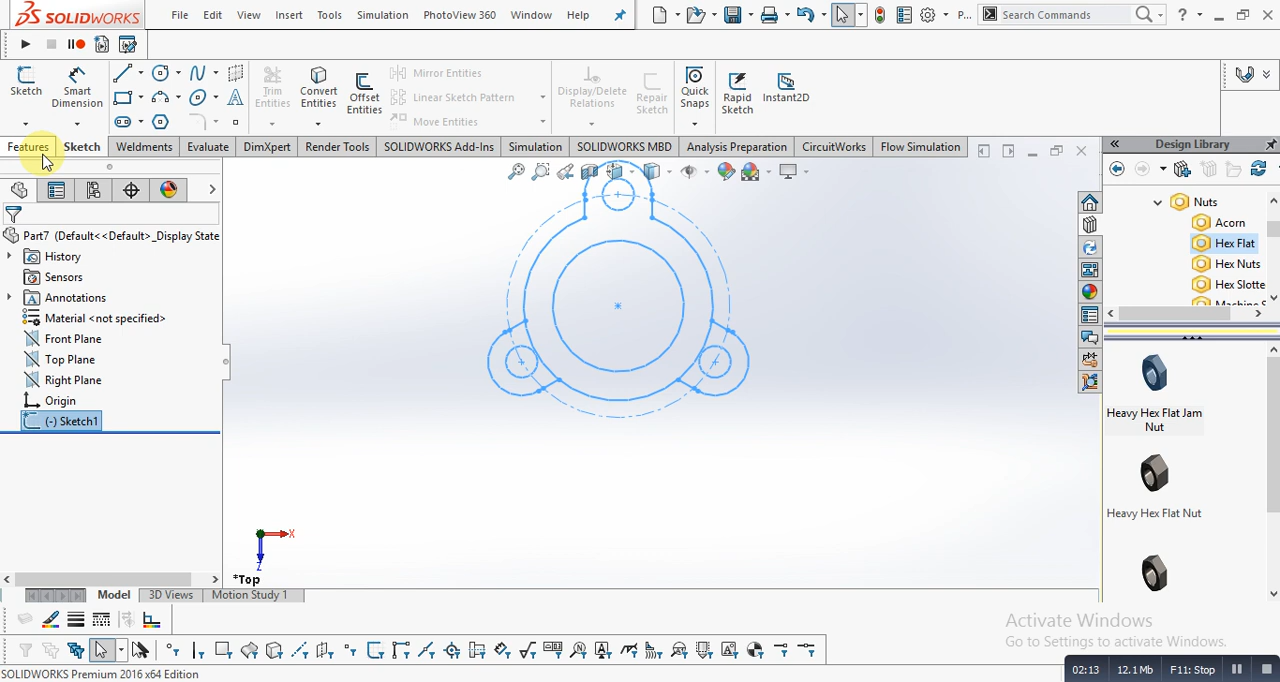 SOLIDWORKS
File Edit View Insert Tools Simulation PhotoView 360 Window Help
P...
Search Commands
?
Sketch
Smart Dimension
Trim Entities
Convert Entities
Offset Entities
Mirror Entities
Linear Sketch Pattern
Move Entities
Display/Delete Relations
Repair Sketch
Quick Snaps
Rapid Sketch
Instant2D
Features Sketch Weldments Evaluate DimXpert Render Tools SOLIDWORKS Add-Ins Simulation SOLIDWORKS MBD Analysis Preparation CircuitWorks Flow Simulation
Design Library
Part7 (Default<<Default>_Display State
History
Sensors
Annotations
Material <not specified>
Front Plane
Top Plane
Right Plane
Origin
(-) Sketch1
Nuts
Acorn
Hex Flat
Hex Nuts
Hex Slotte
Heavy Hex Flat Jam
Nut
Heavy Hex Flat Nut
X
Z
*Top
Model 3D Views Motion Study 1
Activate Windows
Go to Settings to activate Windows.
02:13 12.1 Mb F11: Stop
SOLIDWORKS Premium 2016 x64 Edition